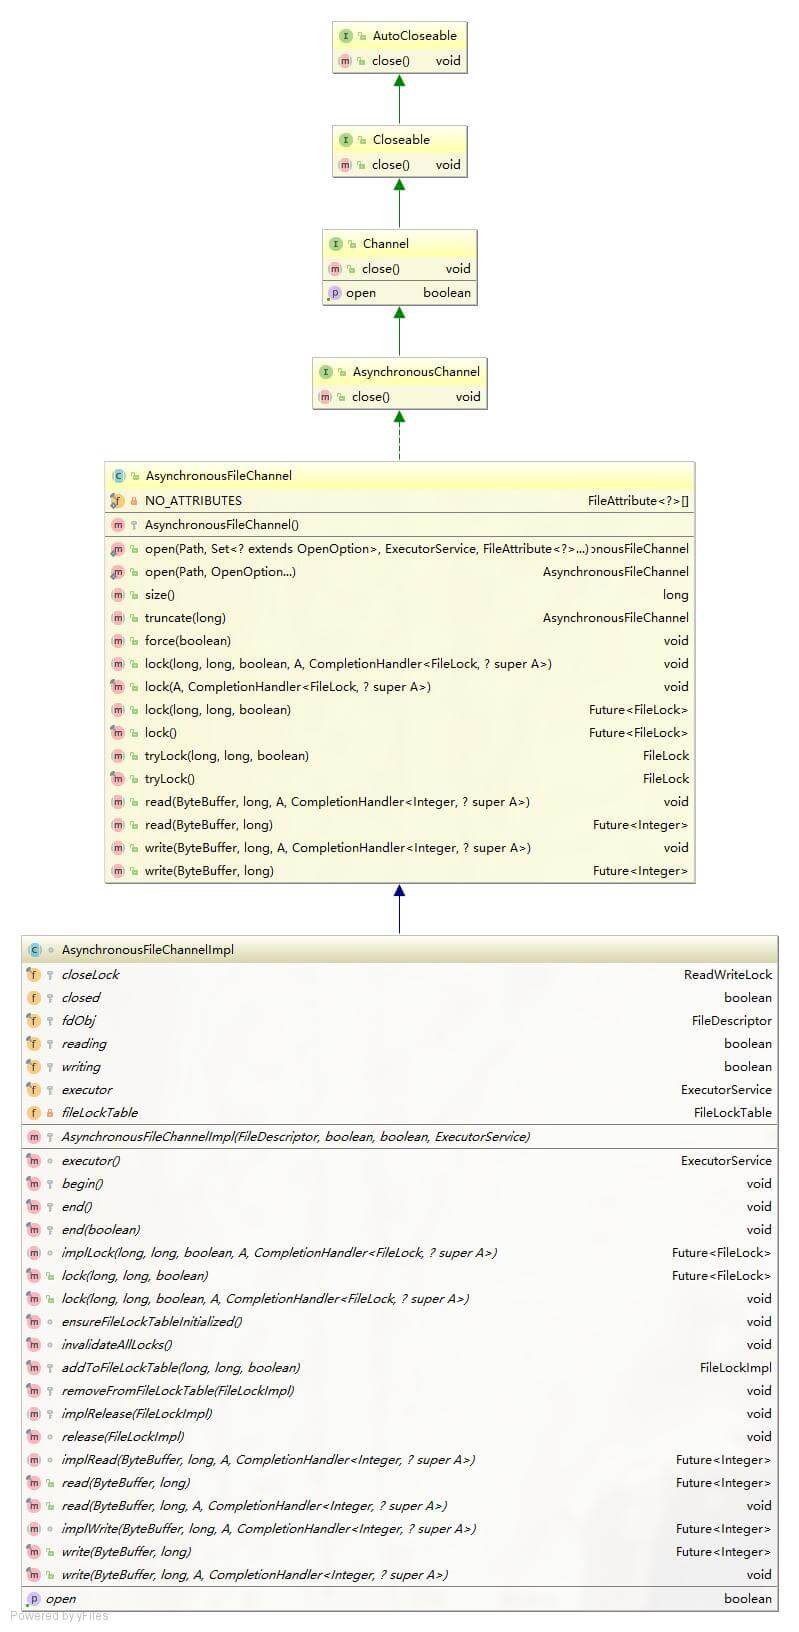 AutoCloseable
close() void
Closeable
close() void
Channel
close() void
open boolean
AsynchronousChannel
close() void
AsynchronousFileChannel
NO_ATTRIBUTES FileAttribute<?>[]
AsynchronousFileChannel()
open(Path, Set<? extends OpenOption>, ExecutorService, FileAttribute<?>...) nousFileChannel
open(Path, OpenOption...) AsynchronousFileChannel
size() long
truncate(long) AsynchronousFileChannel
force(boolean) void
lock(long, long, boolean, A, CompletionHandler<FileLock, ? super A>) void
lock(A, CompletionHandler<FileLock, ? super A>) void
lock(long, long, boolean) Future<FileLock>
lock() Future<FileLock>
tryLock(long, long, boolean) FileLock
tryLock() FileLock
read(ByteBuffer, long, A, CompletionHandler<Integer, ? super A>) void
read(ByteBuffer, long) Future<Integer>
write(ByteBuffer, long, A, CompletionHandler<Integer, ? super A>) void
write(ByteBuffer, long) Future<Integer>
AsynchronousFileChannelImpl
closeLock ReadWriteLock
closed boolean
fdObj FileDescriptor
reading boolean
writing boolean
executor ExecutorService
fileLockTable FileLockTable
AsynchronousFileChannelImpl(FileDescriptor, boolean, boolean, ExecutorService)
executor() ExecutorService
begin() void
end() void
end(boolean) void
implLock(long, long, boolean, A, CompletionHandler<FileLock, ? super A>) Future<FileLock>
lock(long, long, boolean) Future<FileLock>
lock(long, long, boolean, A, CompletionHandler<FileLock, ? super A>) void
ensureFileLockTableInitialized() void
invalidateAllLocks() void
addToFileLockTable(long, long, boolean) FileLockImpl
removeFromFileLockTable(FileLockImpl) void
implRelease(FileLockImpl) void
release(FileLockImpl) void
implRead(ByteBuffer, long, A, CompletionHandler<Integer, ? super A>) Future<Integer>
read(ByteBuffer, long) Future<Integer>
read(ByteBuffer, long, A, CompletionHandler<Integer, ? super A>) void
implWrite(ByteBuffer, long, A, CompletionHandler<Integer, ? super A>) Future<Integer>
write(ByteBuffer, long) Future<Integer>
write(ByteBuffer, long, A, CompletionHandler<Integer, ? super A>) void
open boolean
Powered by yFiles